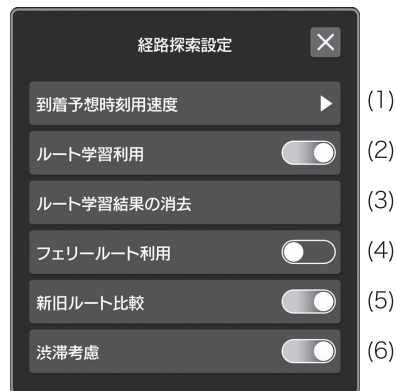 経路探索設定
到着予想時刻用速度 (1)
ルート学習利用 (2)
ルート学習結果の消去 (3)
フェリールート利用 (4)
新旧ルート比較 (5)
渋滞考慮 (6)